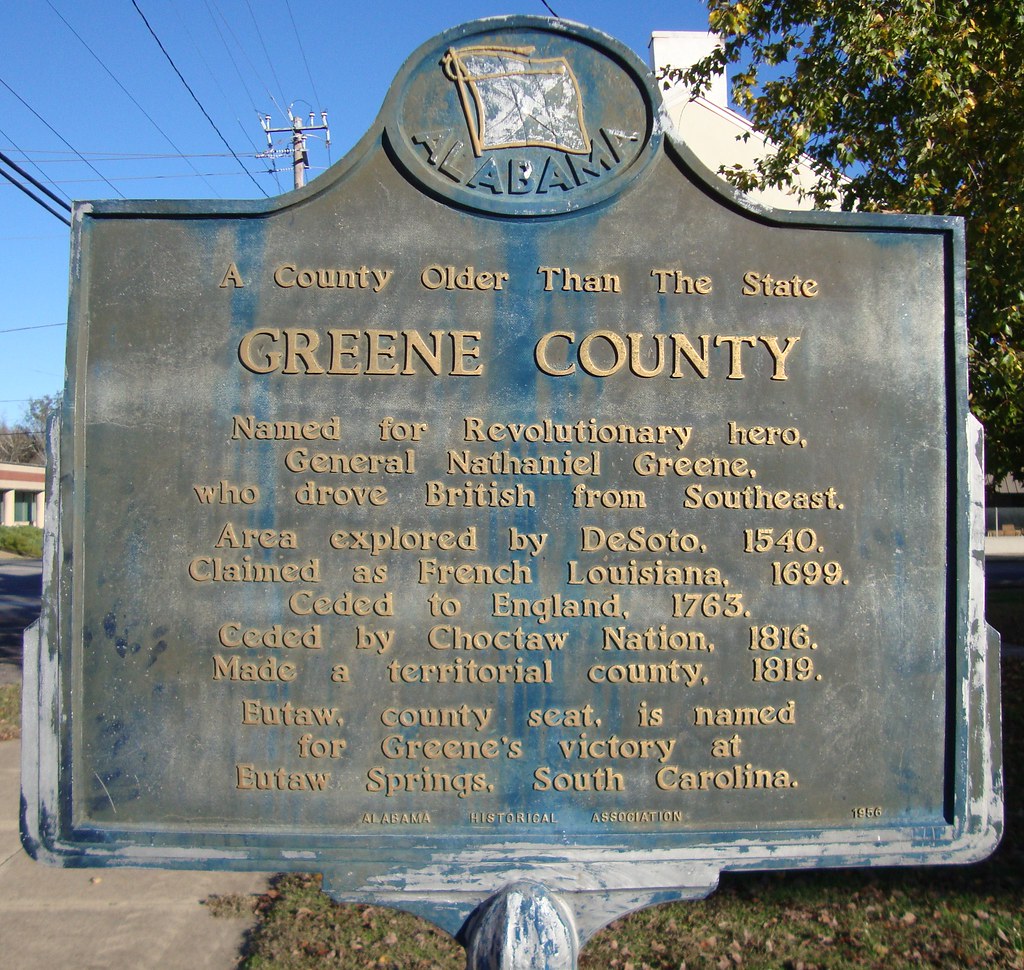 ALABAMA
A County Older Than The State
GREENE COUNTY
Named for Revolutionary hero,
General Nathaniel Greene,
who drove British from Southeast.
Area explored by DeSoto, 1540.
Claimed as French Louisiana, 1699.
Ceded to England, 1763.
Ceded by Choctaw Nation, 1816.
Made a territorial county, 1819.
Eutaw, county seat, is named
for Greene's victory at
Eutaw Springs, South Carolina.
ALABAMA HISTORICAL ASSOCIATION 1956